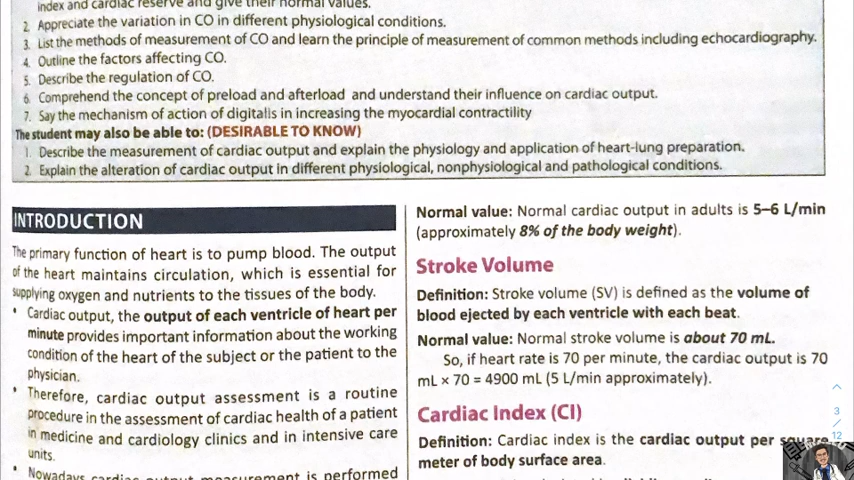 index and cardiac reserve and give their normal values.
2. Appreciate the variation in CO in different physiological conditions.
3. List the methods of measurement of CO and learn the principle of measurement of common methods including echocardiography.
4. Outline the factors affecting CO.
5. Describe the regulation of CO.
6. Comprehend the concept of preload and afterload and understand their influence on cardiac output.
7. Say the mechanism of action of digitalis in increasing the myocardial contractility
The student may also be able to: (DESIRABLE TO KNOW)
1. Describe the measurement of cardiac output and explain the physiology and application of heart-lung preparation.
2. Explain the alteration of cardiac output in different physiological, nonphysiological and pathological conditions.
INTRODUCTION
The primary function of heart is to pump blood. The output
of the heart maintains circulation, which is essential for
supplying oxygen and nutrients to the tissues of the body.
• Cardiac output, the output of each ventricle of heart per
minute provides important information about the working
condition of the heart of the subject or the patient to the
physician.
• Therefore, cardiac output assessment is a routine
procedure in the assessment of cardiac health of a patient
in medicine and cardiology clinics and in intensive care
units.
• Nowadays cardiac output measurement is performed
Normal value: Normal cardiac output in adults is 5–6 L/min
(approximately 8% of the body weight).
Stroke Volume
Definition: Stroke volume (SV) is defined as the volume of
blood ejected by each ventricle with each beat.
Normal value: Normal stroke volume is about 70 mL.
So, if heart rate is 70 per minute, the cardiac output is 70
mL × 70 = 4900 mL (5 L/min approximately).
Cardiac Index (CI)
Definition: Cardiac index is the cardiac output per square
meter of body surface area.
3
/
12